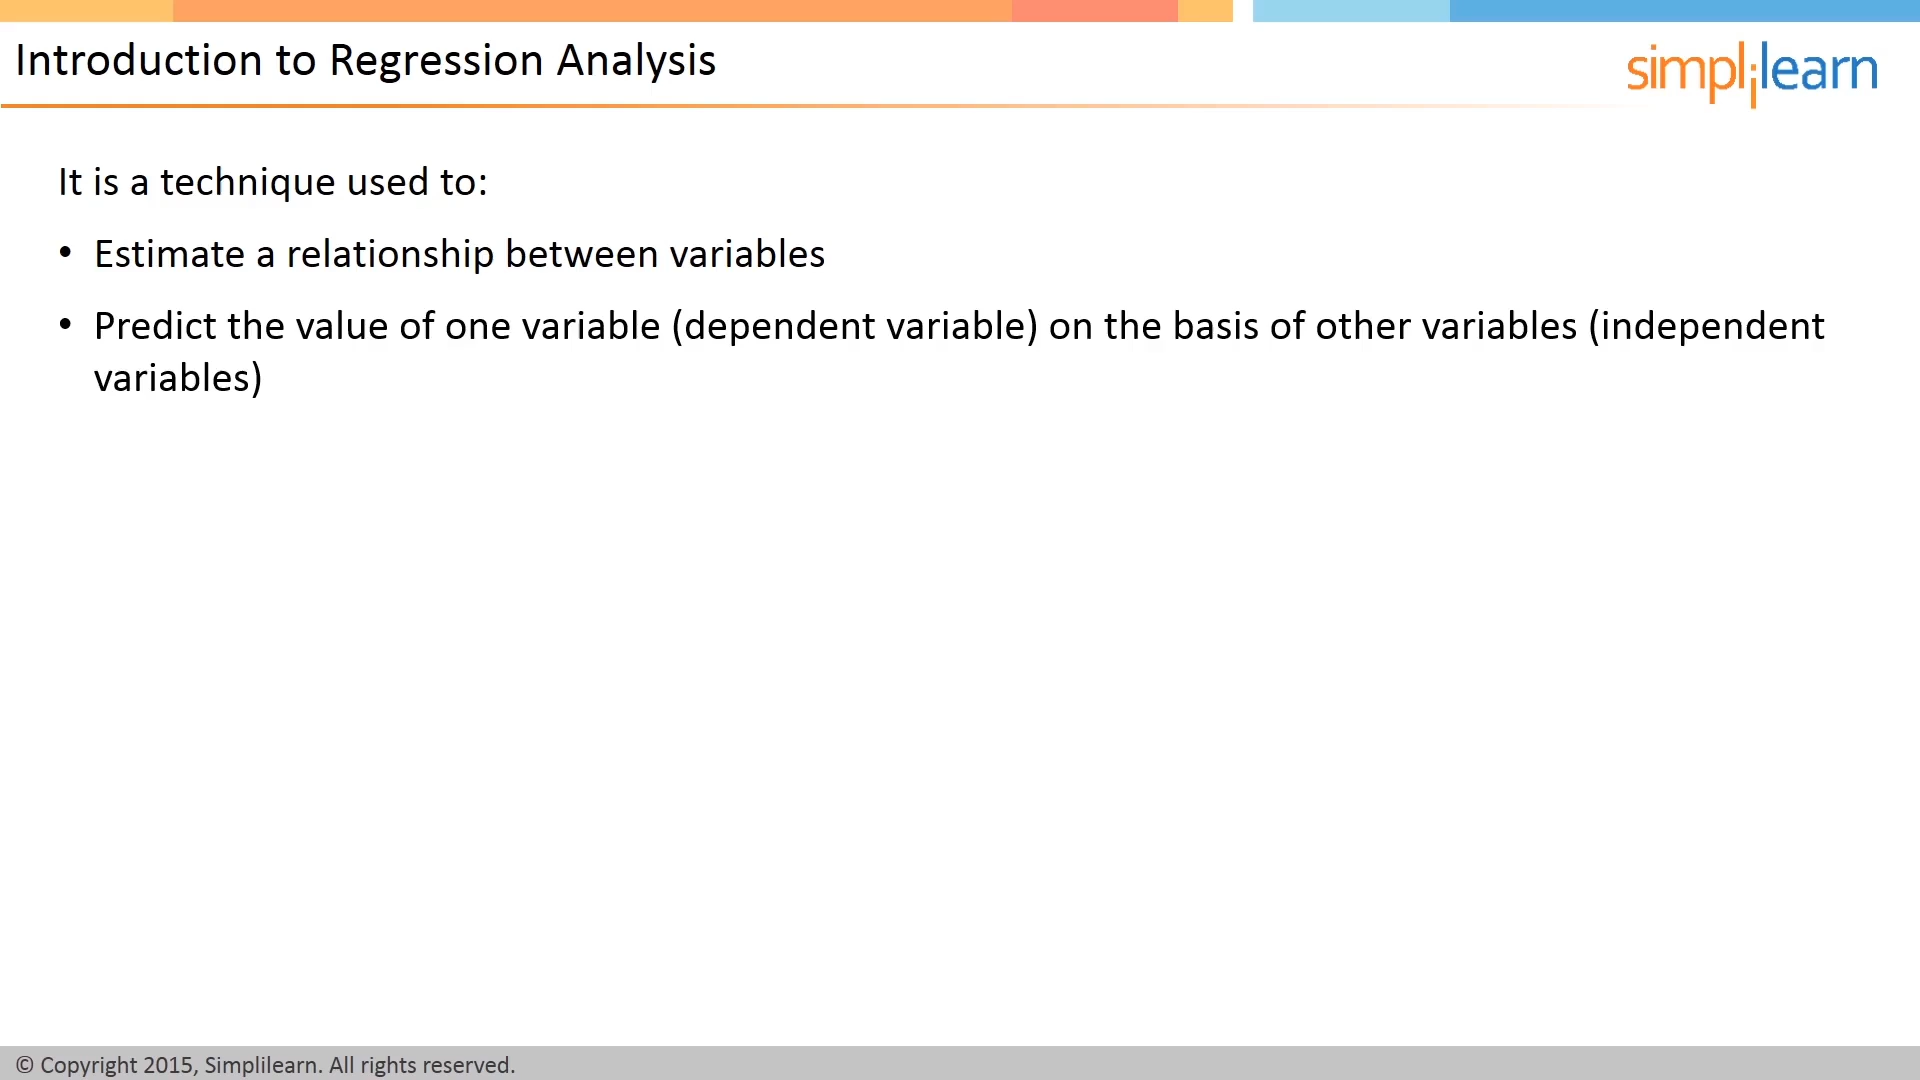 Introduction to Regression Analysis
simplilearn
It is a technique used to:
• Estimate a relationship between variables
• Predict the value of one variable (dependent variable) on the basis of other variables (independent
variables)
© Copyright 2015, Simplilearn. All rights reserved.